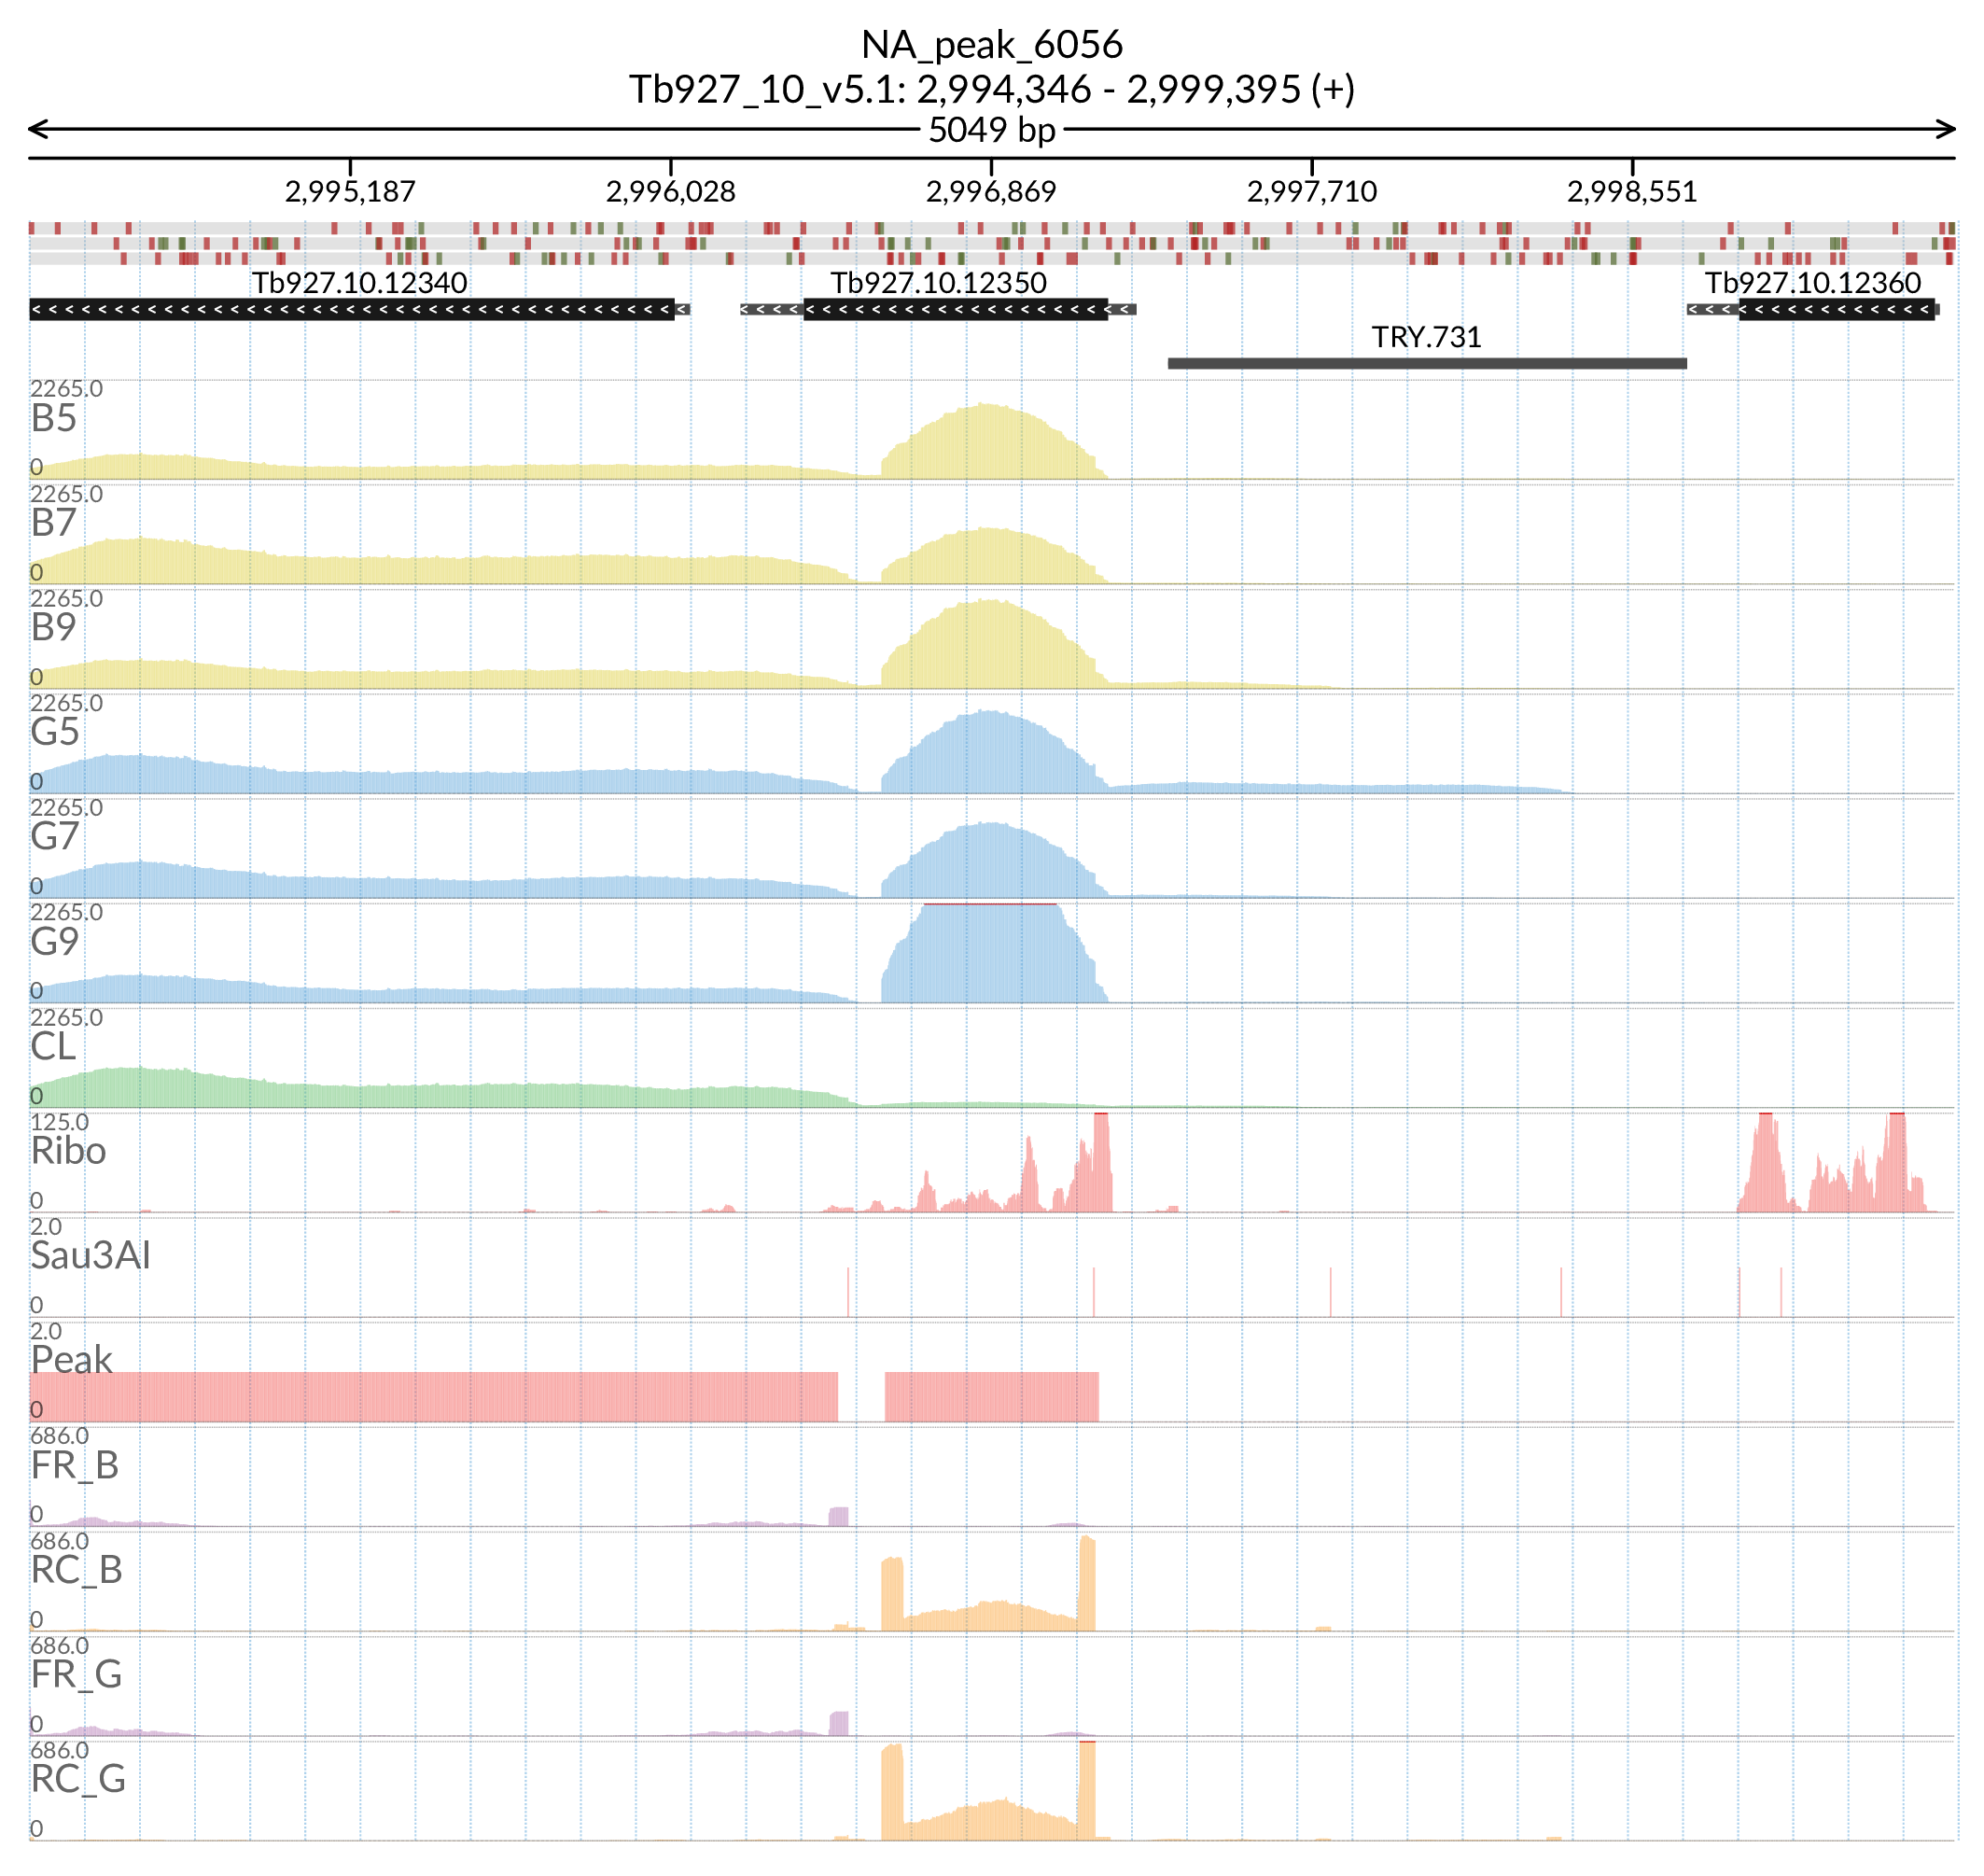 NA_peak_6056
Tb927_10_v5.1: 2,994,346 - 2,999,395 (+)
5049 bp
2,995,187 2,996,028 2,996,869 2,997,710 2,998,551
Tb927.10.12340 Tb927.10.12350 Tb927.10.12360
TRY.731
2265.0
B5
0
2265.0
B7
0
2265.0
B9
0
2265.0
G5
0
2265.0
G7
0
2265.0
G9
0
2265.0
CL
0
125.0
Ribo
0
2.0
Sau3AI
0
2.0
Peak
0
686.0
FR_B
0
686.0
RC_B
0
686.0
FR_G
0
686.0
RC_G
0